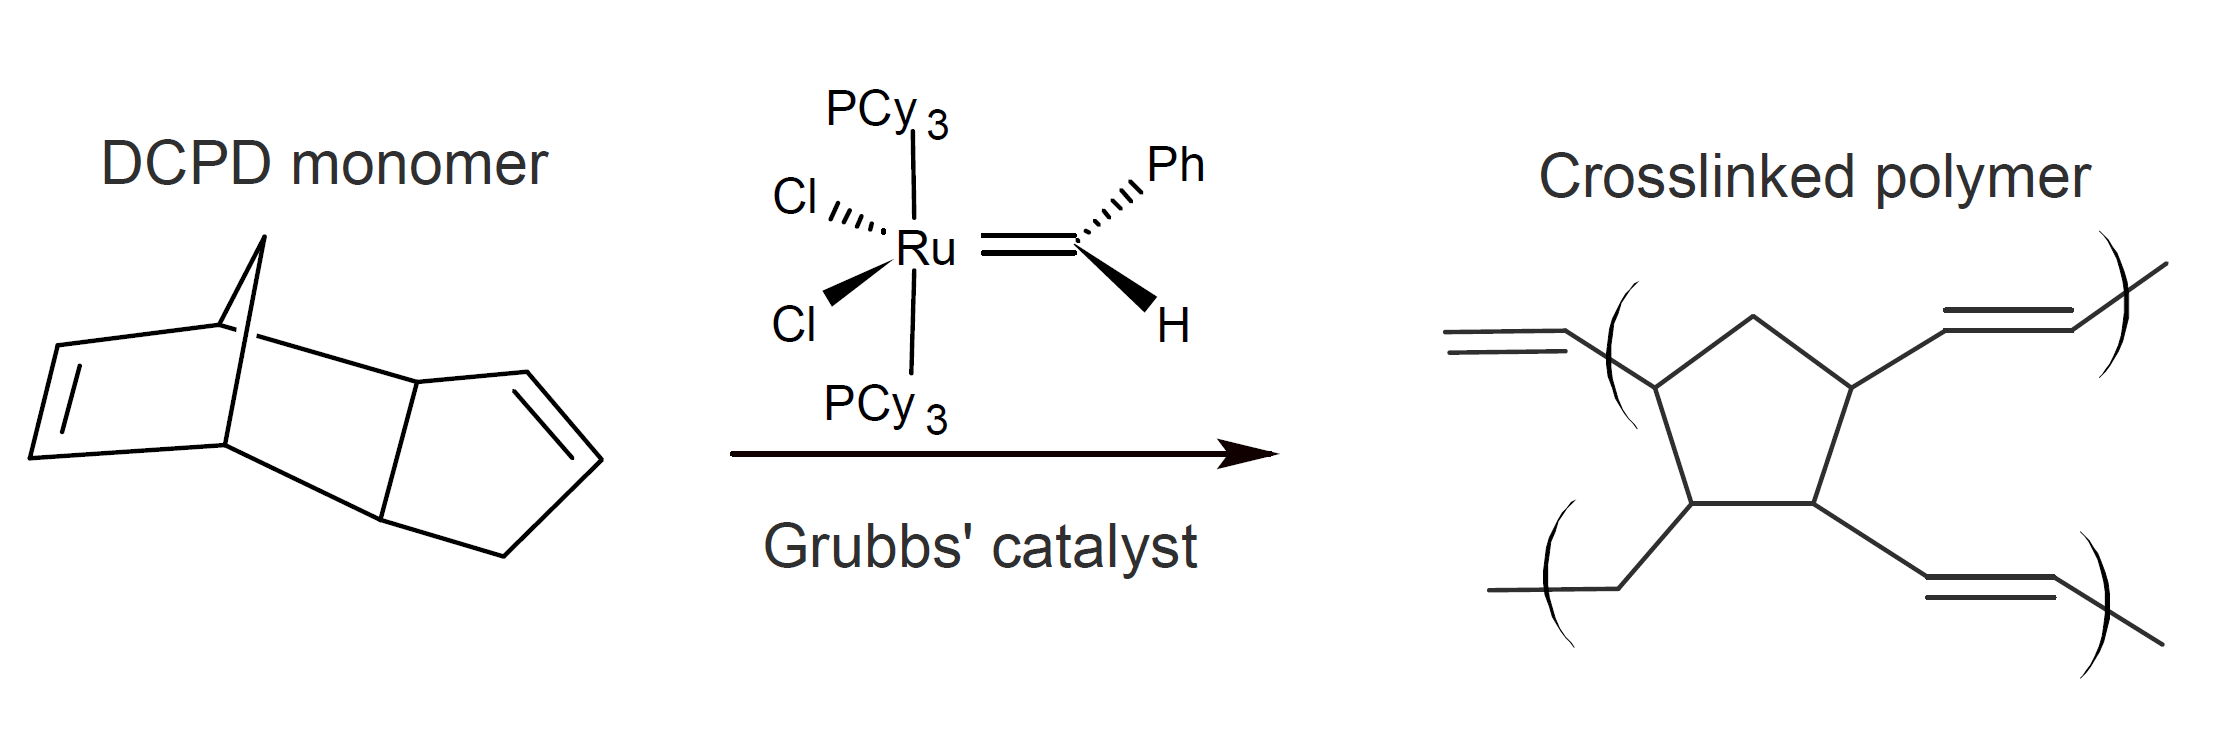 DCPD monomer
PCy3
Cl
Ru
Cl
PCy3
Ph
H
Grubbs' catalyst
Crosslinked polymer